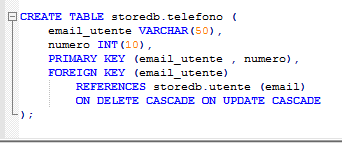 CREATE TABLE storedb.telefono (
email_utente VARCHAR(50),
numero INT(10),
PRIMARY KEY (email_utente , numero),
FOREIGN KEY (email_utente)
REFERENCES storedb.utente (email)
ON DELETE CASCADE ON UPDATE CASCADE
);